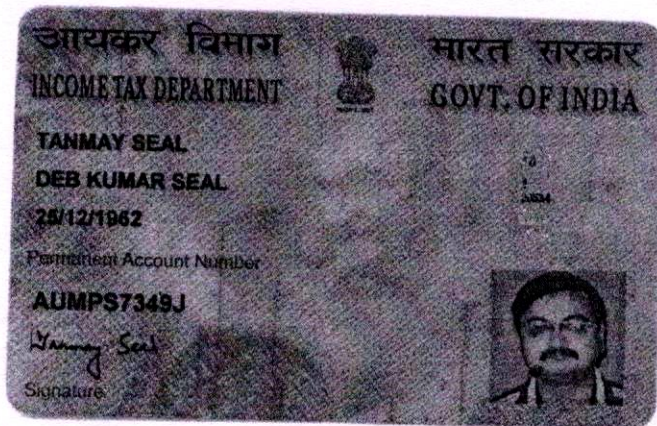 आयकर विभाग
भारत सरकार
INCOME TAX DEPARTMENT
GOVT. OF INDIA
TANMAY SEAL
DEB KUMAR SEAL
25/12/1962
Permanent Account Number
AUMPS7349J
Tanmay Seal
Signature